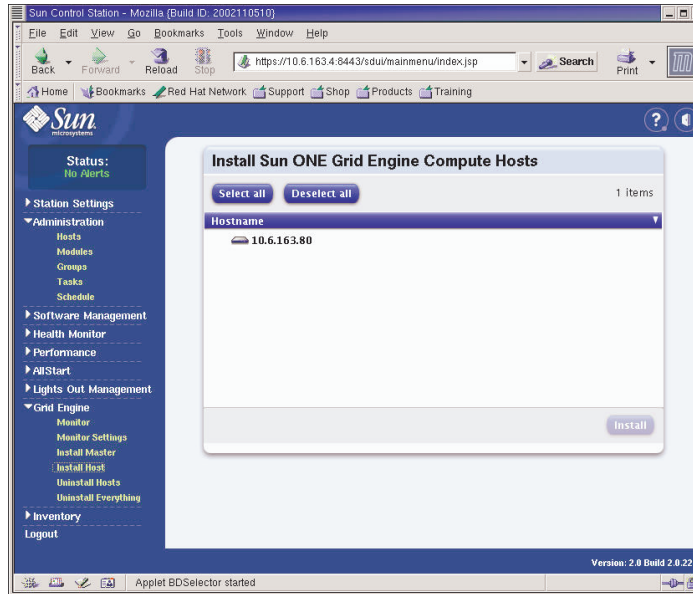 Sun Control Station - Mozilla {Build ID: 2002110510}
File Edit View Go Bookmarks Tools Window Help
Back Forward Reload Stop https://10.6.163.4:8443/sdui/mainmenu/index.jsp Search Print
Home Bookmarks Red Hat Network Support Shop Products Training
Sun
microsystems
?
Status:
No Alerts
Station Settings
Administration
Hosts
Modules
Groups
Tasks
Schedule
Software Management
Health Monitor
Performance
AllStart
Lights Out Management
Grid Engine
Monitor
Monitor Settings
Install Master
Install Host
Uninstall Hosts
Uninstall Everything
Inventory
Logout
Install Sun ONE Grid Engine Compute Hosts
Select all Deselect all 1 items
Hostname
10.6.163.80
Install
Version: 2.0 Build 2.0.22
Applet BDSelector started